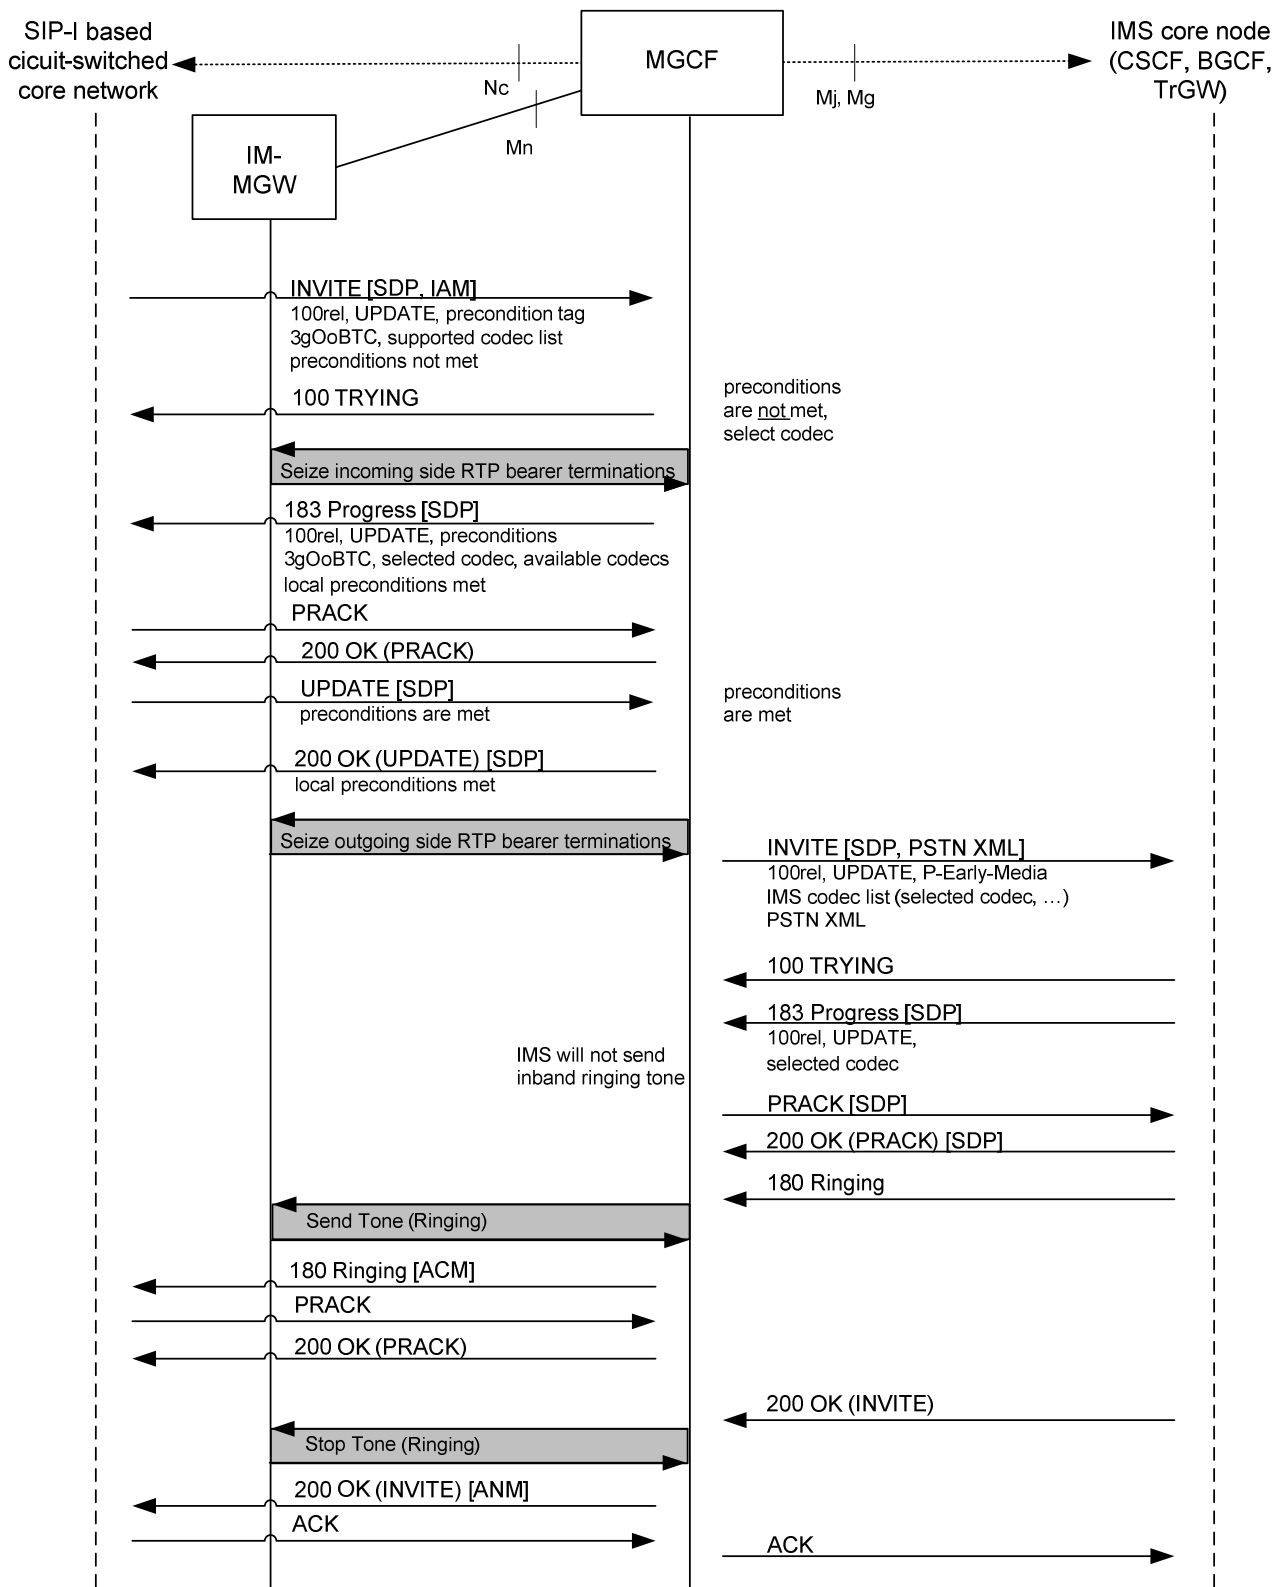 SIP-I based
cicuit-switched
core network
MGCF
IMS core node
(CSCF, BGCF,
TrGW)
Nc
Mj, Mg
Mn
IM-
MGW
INVITE [SDP, IAM]
100rel, UPDATE, precondition tag
3gOoBTC, supported codec list
preconditions not met
100 TRYING
preconditions
are not met,
select codec
Seize incoming side RTP bearer terminations
183 Progress [SDP]
100rel, UPDATE, preconditions
3gOoBTC, selected codec, available codecs
local preconditions met
PRACK
200 OK (PRACK)
UPDATE [SDP]
preconditions are met
preconditions
are met
200 OK (UPDATE) [SDP]
local preconditions met
Seize outgoing side RTP bearer terminations
INVITE [SDP, PSTN XML]
100rel, UPDATE, P-Early-Media
IMS codec list (selected codec, …)
PSTN XML
100 TRYING
183 Progress [SDP]
100rel, UPDATE,
selected codec
IMS will not send
inband ringing tone
PRACK [SDP]
200 OK (PRACK) [SDP]
180 Ringing
Send Tone (Ringing)
180 Ringing [ACM]
PRACK
200 OK (PRACK)
200 OK (INVITE)
Stop Tone (Ringing)
200 OK (INVITE) [ANM]
ACK
ACK